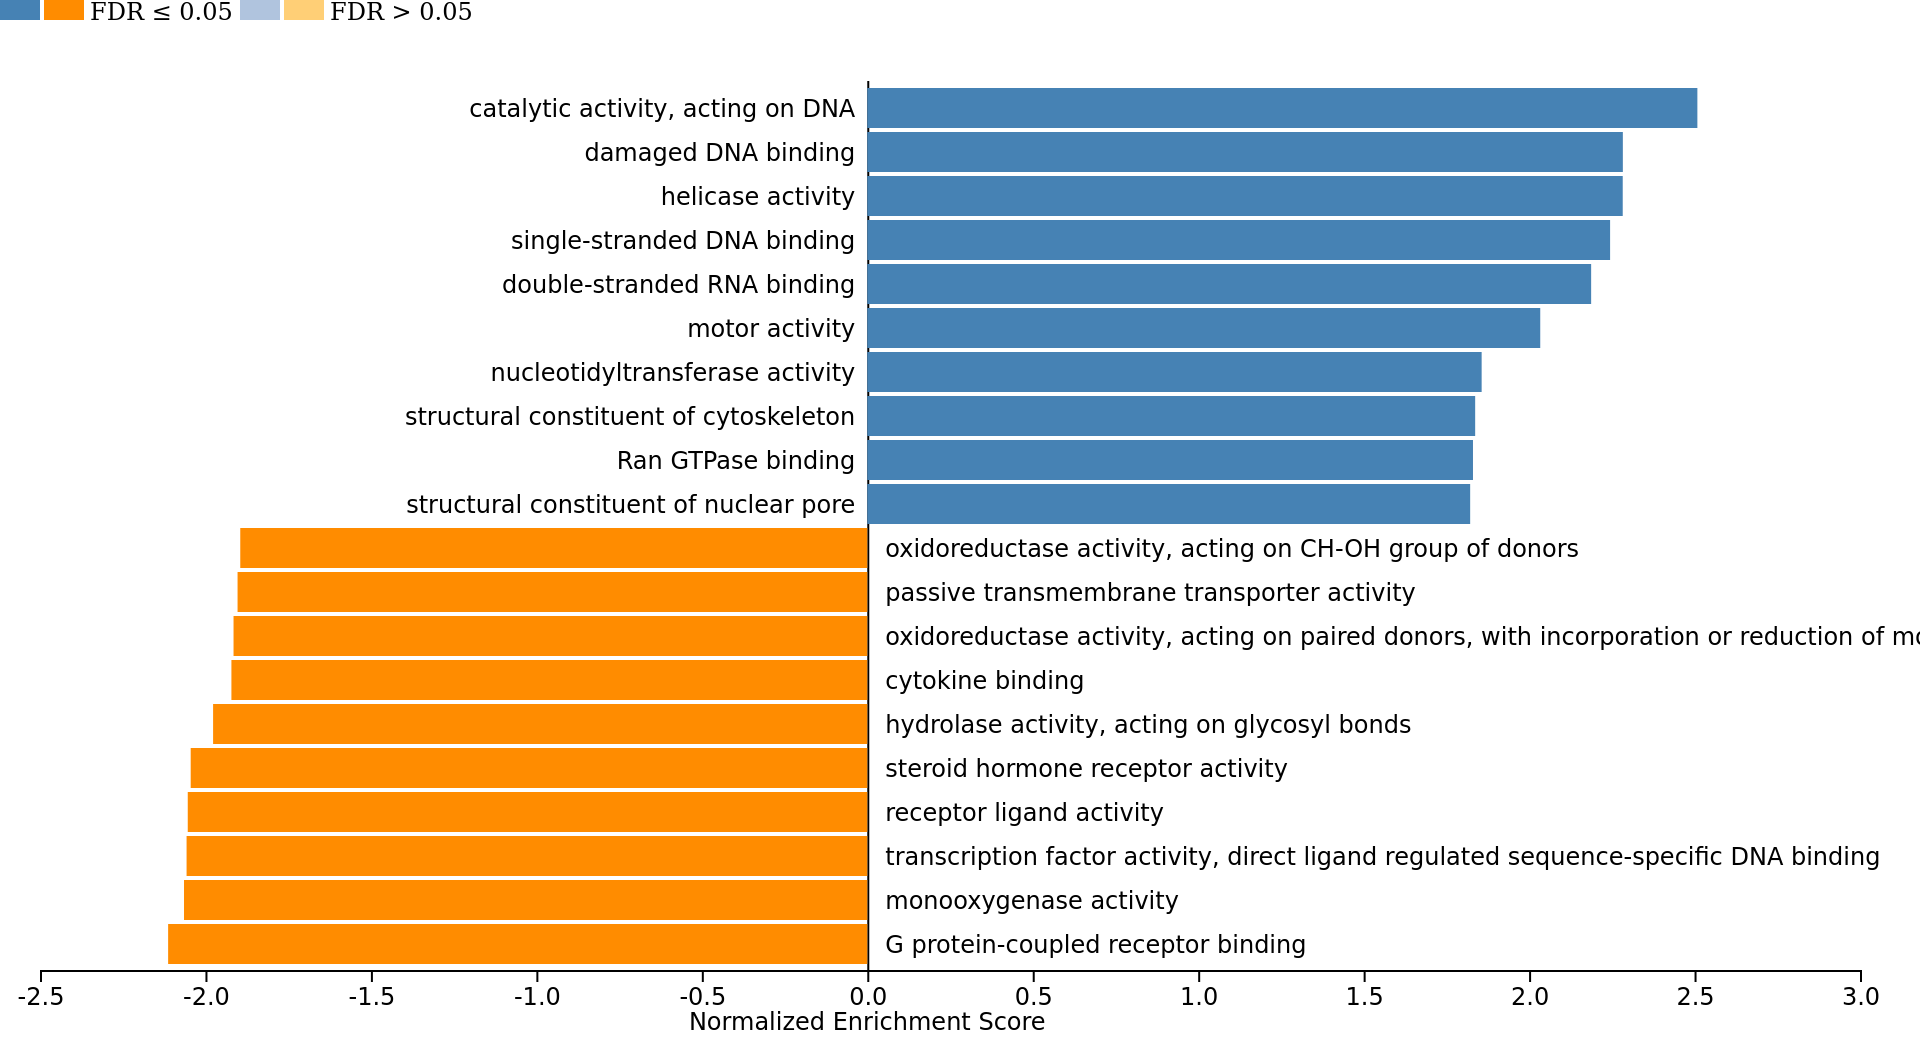 FDR ≤ 0.05 FDR > 0.05
catalytic activity, acting on DNA
damaged DNA binding
helicase activity
single-stranded DNA binding
double-stranded RNA binding
motor activity
nucleotidyltransferase activity
structural constituent of cytoskeleton
Ran GTPase binding
structural constituent of nuclear pore
oxidoreductase activity, acting on CH-OH group of donors
passive transmembrane transporter activity
oxidoreductase activity, acting on paired donors, with incorporation or reduction of
cytokine binding
hydrolase activity, acting on glycosyl bonds
steroid hormone receptor activity
receptor ligand activity
transcription factor activity, direct ligand regulated sequence-specific DNA binding
monooxygenase activity
G protein-coupled receptor binding
-2.5 -2.0 -1.5 -1.0 -0.5 0.0 0.5 1.0 1.5 2.0 2.5 3.0
Normalized Enrichment Score